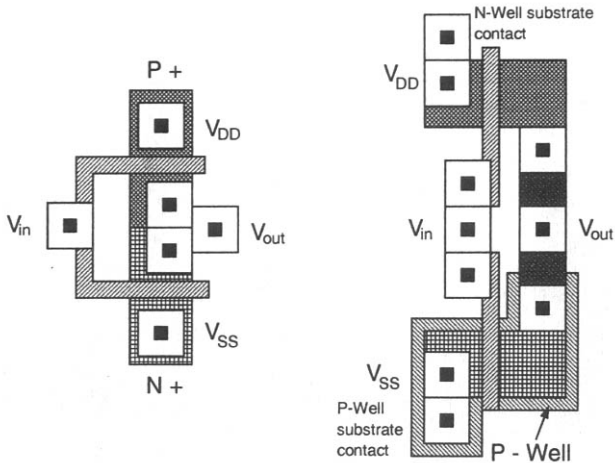 P +
VDD
Vin
Vout
VSS
N +
N-Well substrate
contact
VDD
Vin
Vout
VSS
P-Well
substrate
contact
P - Well